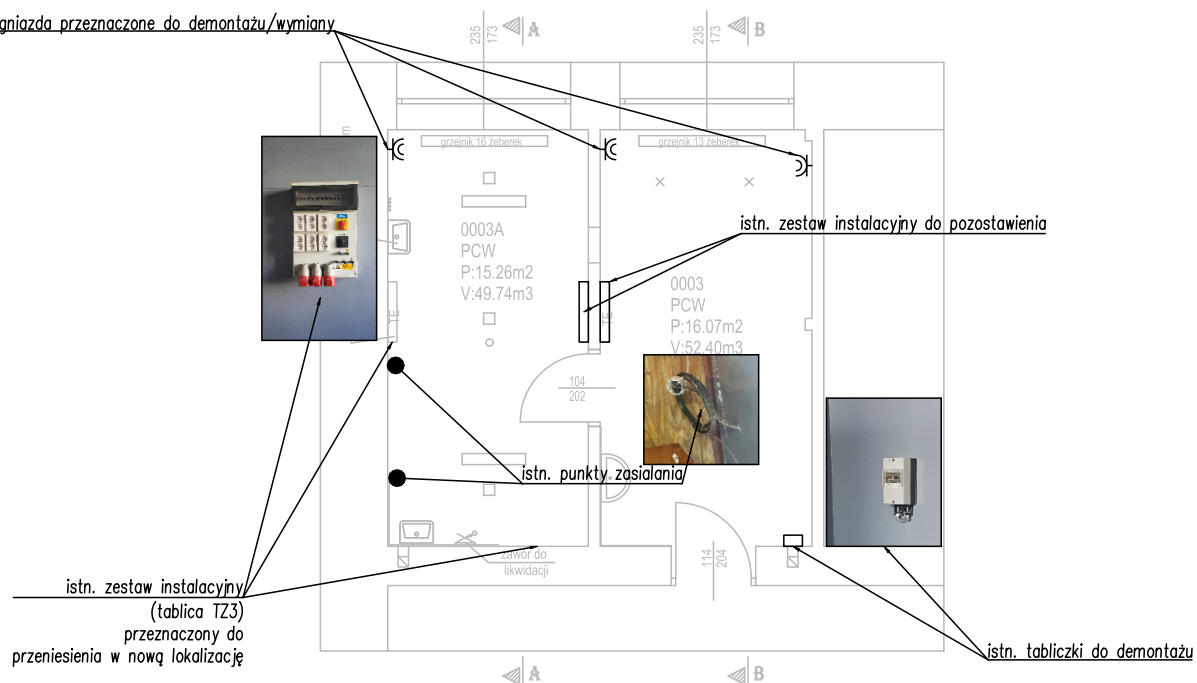 gniazda przeznaczone do demontażu/wymiany
235
173
A
235
173
B
grzejnik 16 żeberek
grzejnik 13 żeberek
istn. zestaw instalacyjny do pozostawienia
0003A
PCW
P:15.26m2
V:49.74m3
0003
PCW
P:16.07m2
V:52.40m3
TE
TE
104
202
istn. punkty zasialania
zawór do
likwidacji
114
204
istn. zestaw instalacyjny
(tablica TZ3)
przeznaczony do
przeniesienia w nową lokalizację
istn. tabliczki do demontażu
A
B